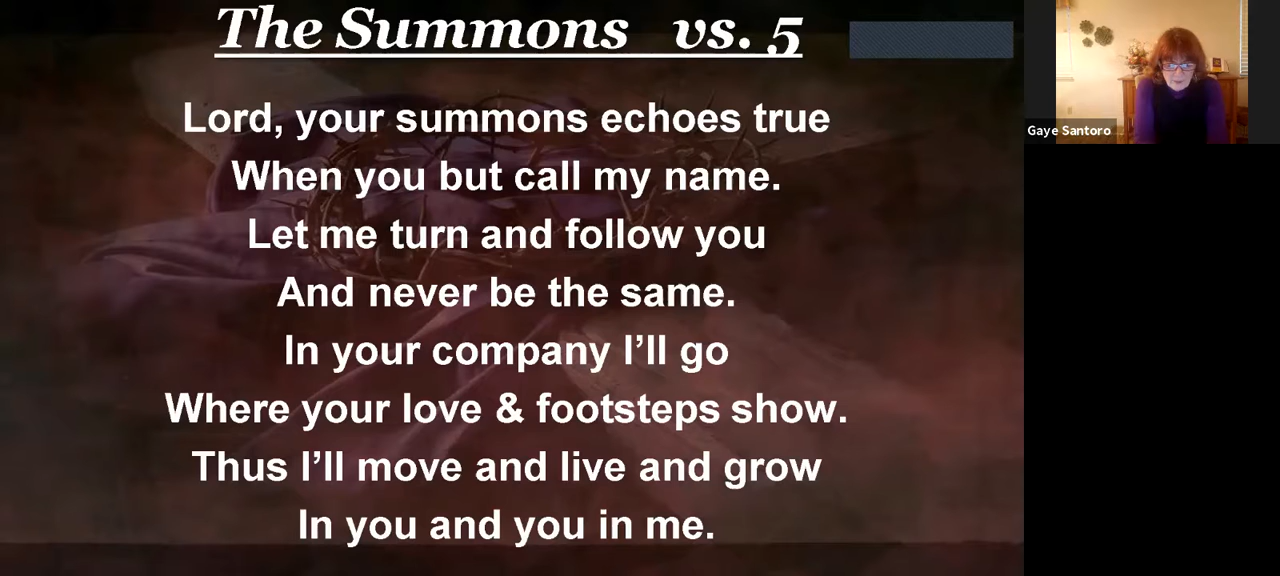 The Summons vs. 5
Lord, your summons echoes true
When you but call my name.
Let me turn and follow you
And never be the same.
In your company I’ll go
Where your love & footsteps show.
Thus I’ll move and live and grow
In you and you in me.
Gaye Santoro